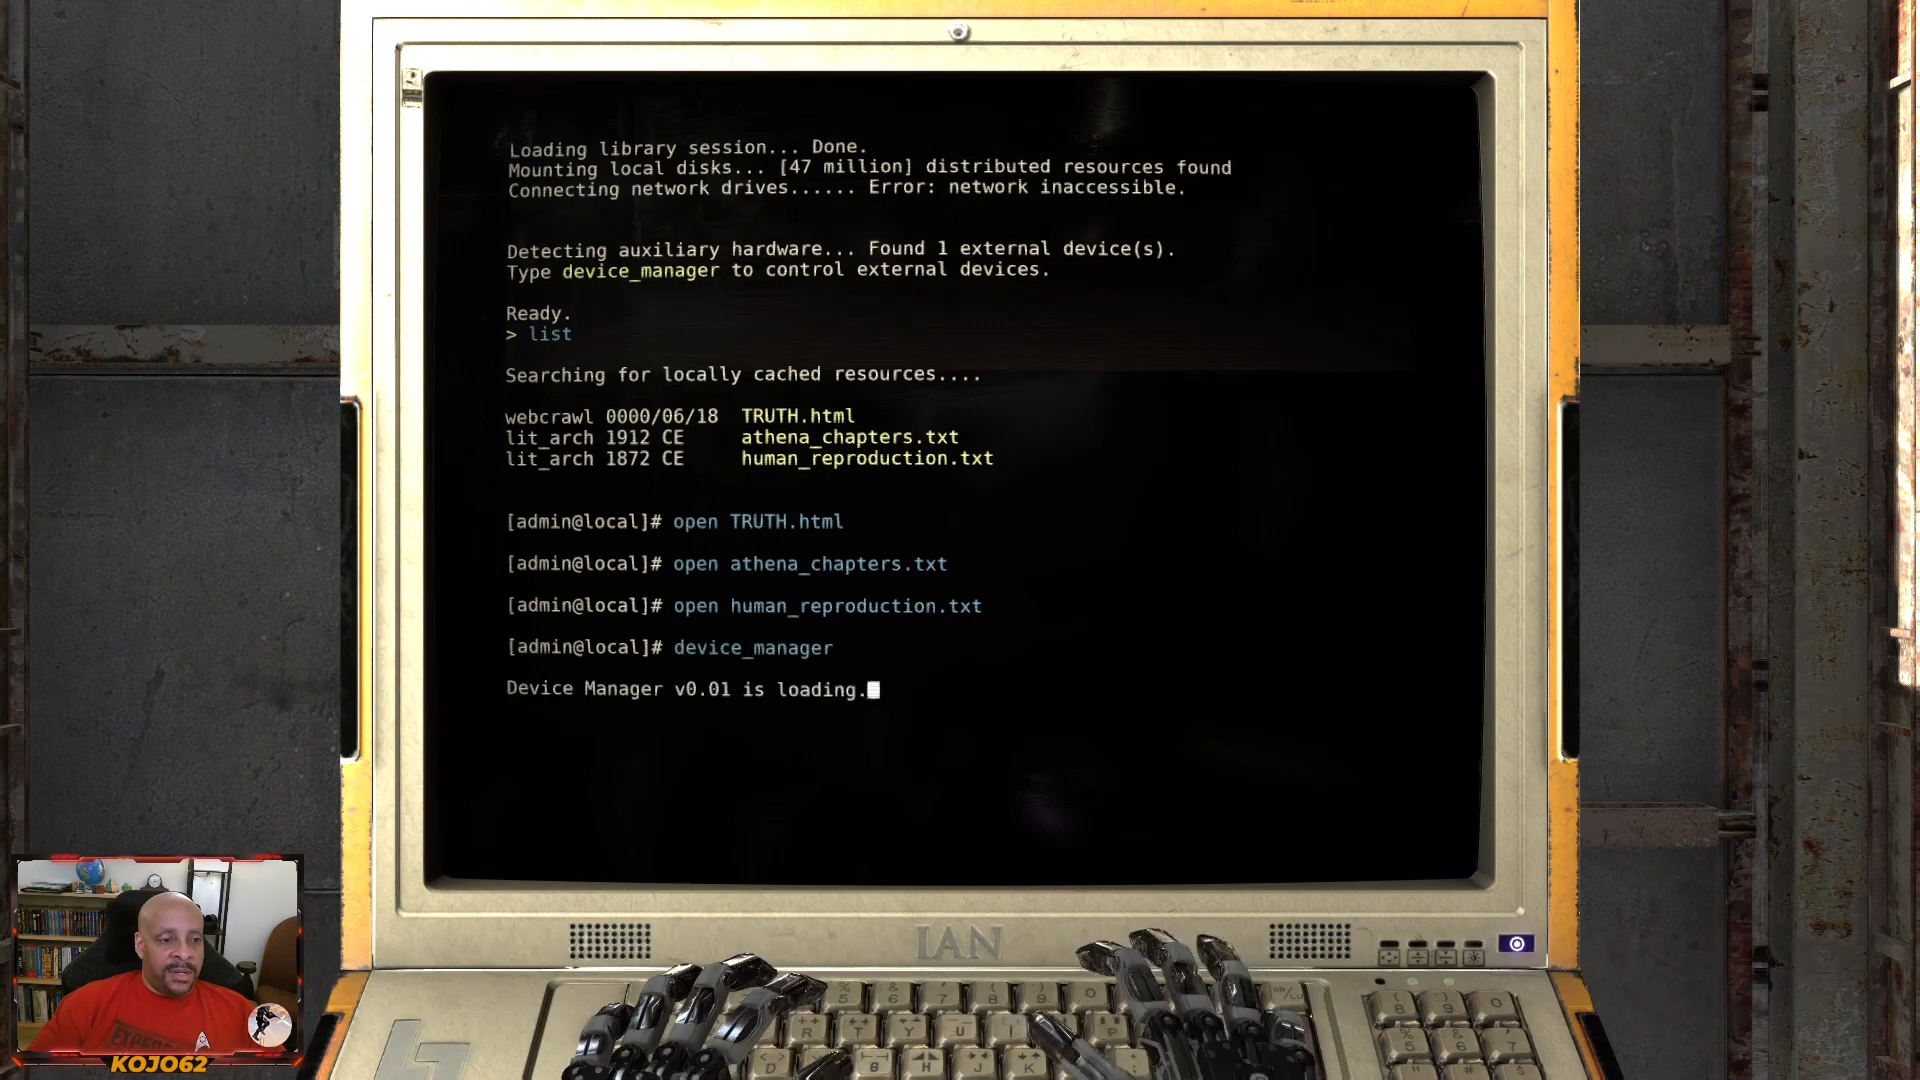 Loading library session... Done.
Mounting local disks... [47 million] distributed resources found
Connecting network drives...... Error: network inaccessible.
Detecting auxiliary hardware... Found 1 external device(s).
Type device_manager to control external devices.
Ready.
> list
Searching for locally cached resources....
webcrawl 0000/06/18 TRUTH.html
lit_arch 1912 CE athena_chapters.txt
lit_arch 1872 CE human_reproduction.txt
[admin@local]# open TRUTH.html
[admin@local]# open athena_chapters.txt
[admin@local]# open human_reproduction.txt
[admin@local]# device_manager
Device Manager v0.01 is loading.
IAN
KOJO62